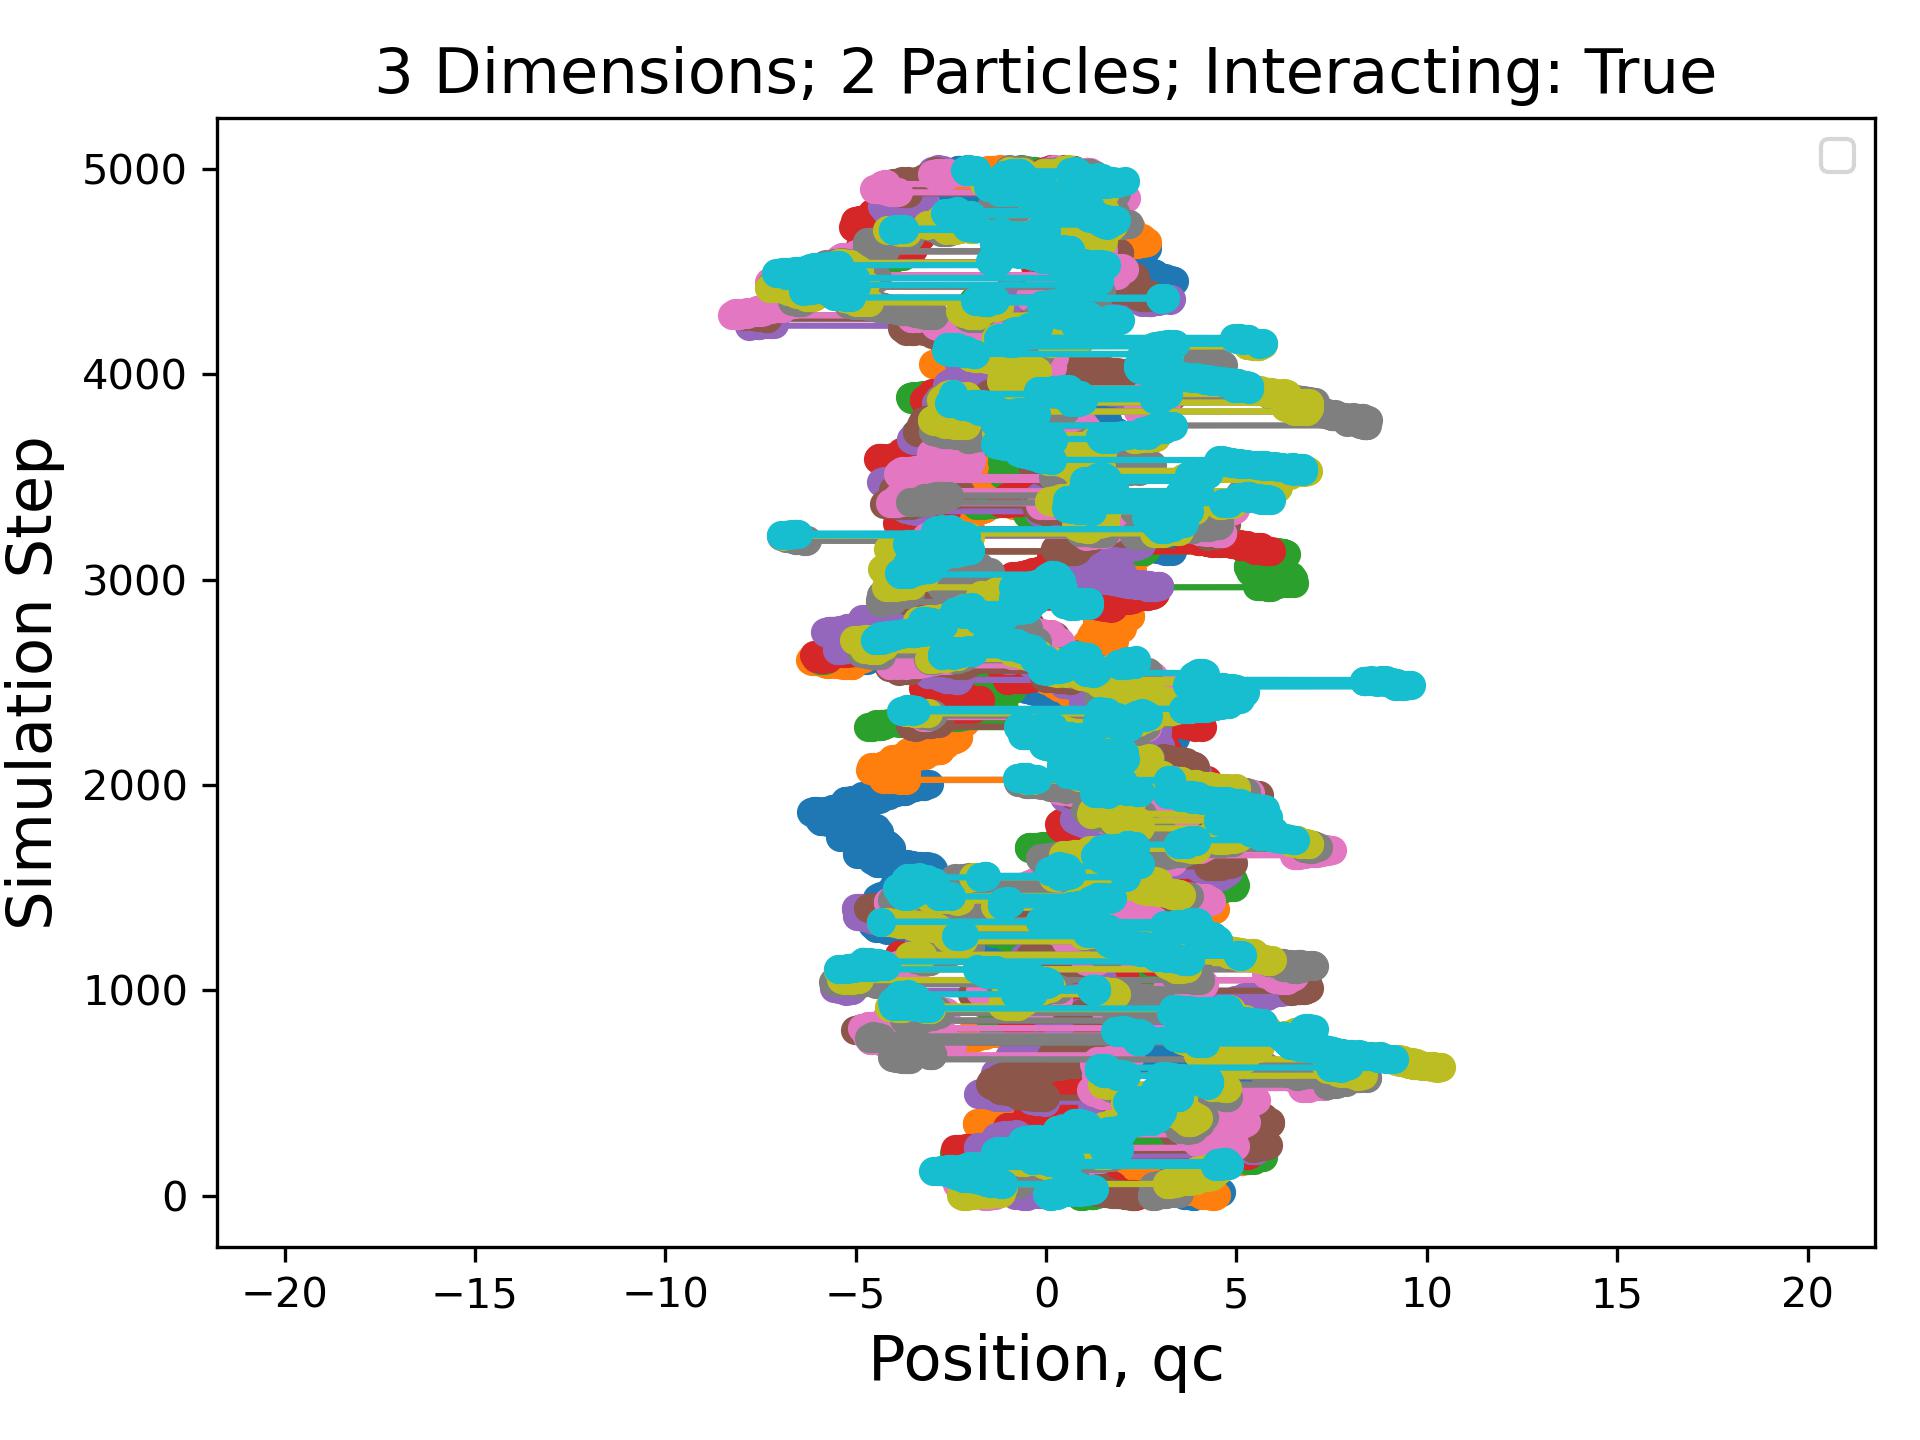 3 Dimensions; 2 Particles; Interacting: True
5000
4000
3000
2000
1000
0
Simulation Step
−20 −15 −10 −5 0 5 10 15 20
Position, qc